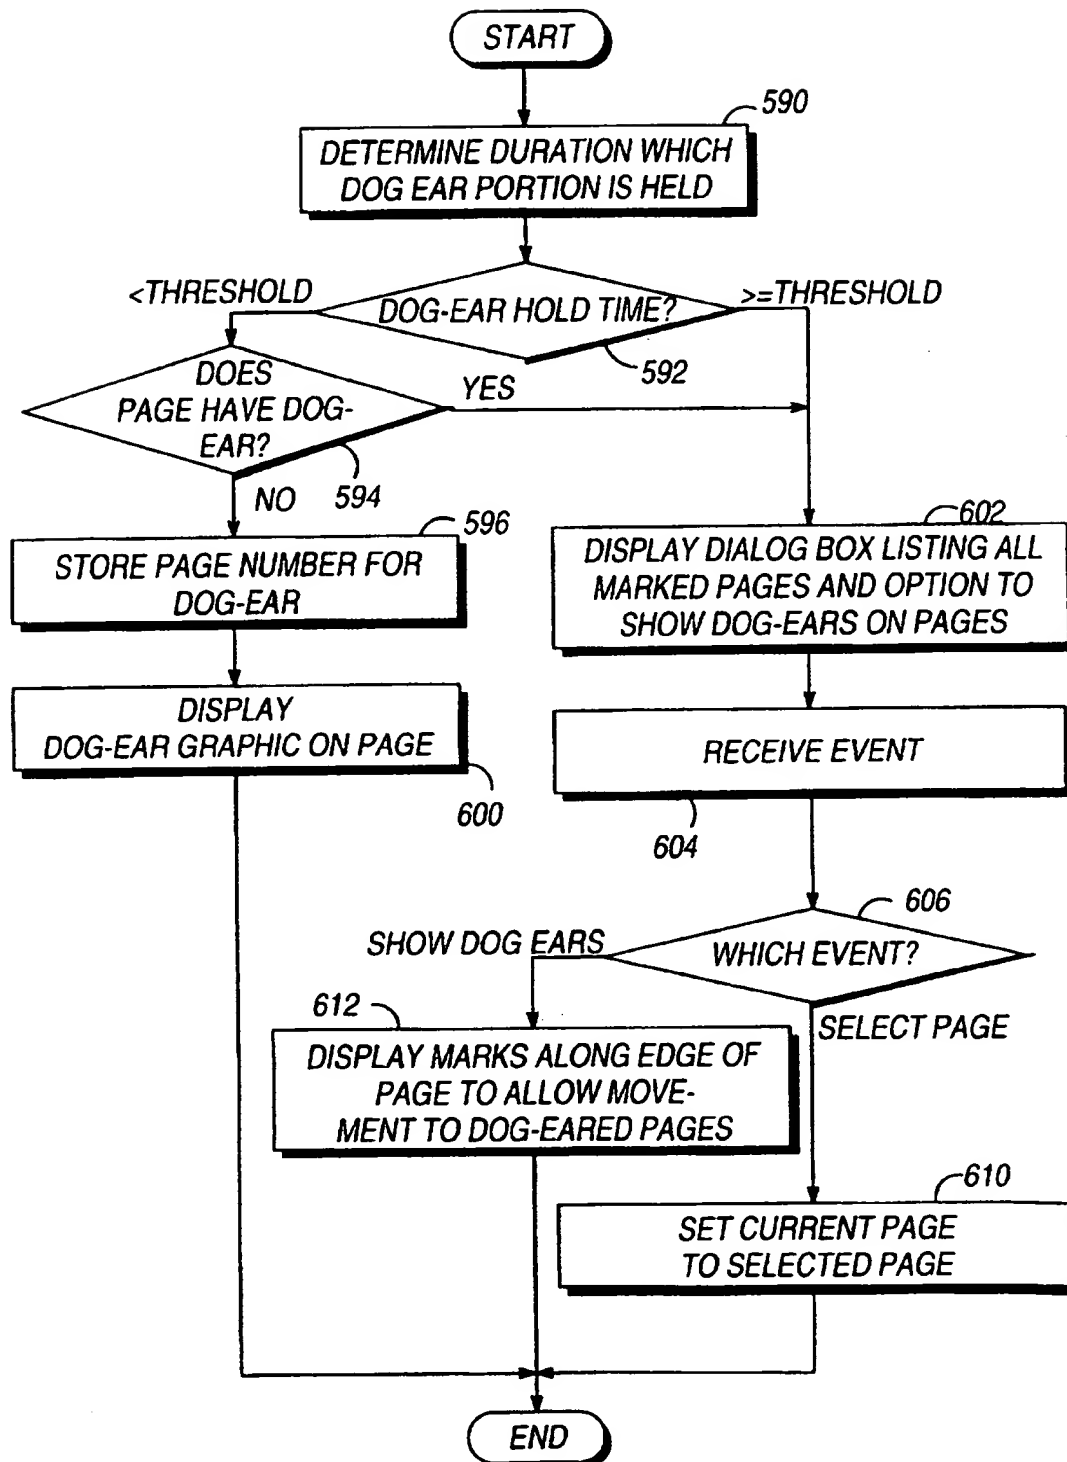 START
590
DETERMINE DURATION WHICH
DOG EAR PORTION IS HELD
<THRESHOLD
DOG-EAR HOLD TIME?
>=THRESHOLD
592
DOES
PAGE HAVE DOG-
EAR?
YES
594
NO
596
STORE PAGE NUMBER FOR
DOG-EAR
602
DISPLAY DIALOG BOX LISTING ALL
MARKED PAGES AND OPTION TO
SHOW DOG-EARS ON PAGES
DISPLAY
DOG-EAR GRAPHIC ON PAGE
600
RECEIVE EVENT
604
606
SHOW DOG EARS
WHICH EVENT?
SELECT PAGE
612
DISPLAY MARKS ALONG EDGE OF
PAGE TO ALLOW MOVE-
MENT TO DOG-EARED PAGES
610
SET CURRENT PAGE
TO SELECTED PAGE
END